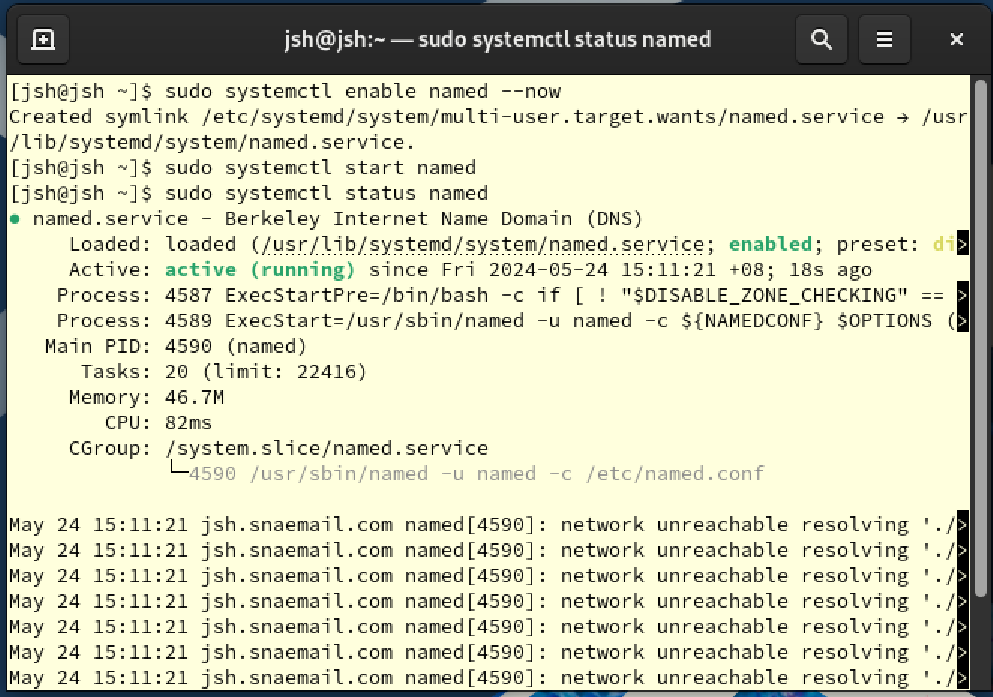 jsh@jsh:~ — sudo systemctl status named
[jsh@jsh ~]$ sudo systemctl enable named --now
Created symlink /etc/systemd/system/multi-user.target.wants/named.service → /usr
/lib/systemd/system/named.service.
[jsh@jsh ~]$ sudo systemctl start named
[jsh@jsh ~]$ sudo systemctl status named
● named.service - Berkeley Internet Name Domain (DNS)
     Loaded: loaded (/usr/lib/systemd/system/named.service; enabled; preset: di>
     Active: active (running) since Fri 2024-05-24 15:11:21 +08; 18s ago
    Process: 4587 ExecStartPre=/bin/bash -c if [ ! "$DISABLE_ZONE_CHECKING" == >
    Process: 4589 ExecStart=/usr/sbin/named -u named -c ${NAMEDCONF} $OPTIONS (>
   Main PID: 4590 (named)
      Tasks: 20 (limit: 22416)
     Memory: 46.7M
        CPU: 82ms
     CGroup: /system.slice/named.service
             └─4590 /usr/sbin/named -u named -c /etc/named.conf
May 24 15:11:21 jsh.snaemail.com named[4590]: network unreachable resolving './>
May 24 15:11:21 jsh.snaemail.com named[4590]: network unreachable resolving './>
May 24 15:11:21 jsh.snaemail.com named[4590]: network unreachable resolving './>
May 24 15:11:21 jsh.snaemail.com named[4590]: network unreachable resolving './>
May 24 15:11:21 jsh.snaemail.com named[4590]: network unreachable resolving './>
May 24 15:11:21 jsh.snaemail.com named[4590]: network unreachable resolving './>
May 24 15:11:21 jsh.snaemail.com named[4590]: network unreachable resolving './>